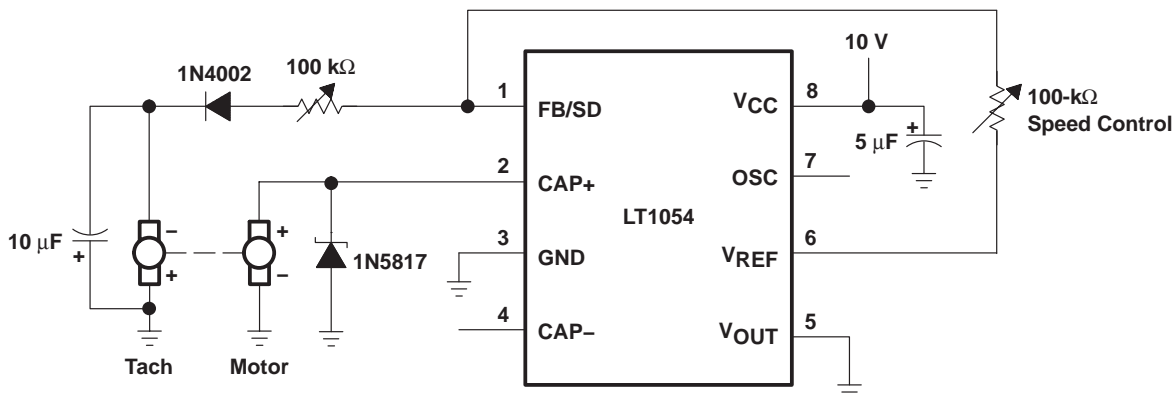 10 V
1N4002
100 kΩ
1
FB/SD
VCC
8
100-kΩ
Speed Control
+
5 µF
2
CAP+
OSC
7
LT1054
10 µF
+
−
+
+
−
1N5817
3
GND
VREF
6
4
CAP−
VOUT
5
Tach
Motor